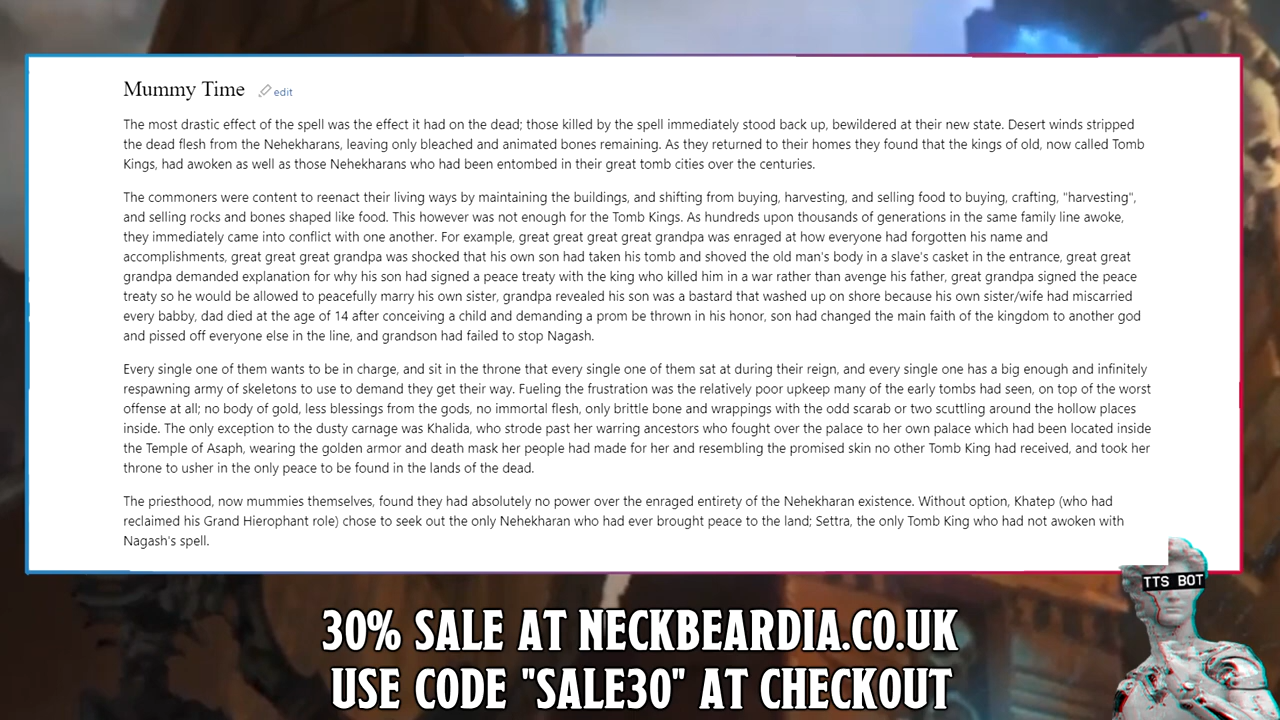 Mummy Time edit
The most drastic effect of the spell was the effect it had on the dead; those killed by the spell immediately stood back up, bewildered at their new state. Desert winds stripped
the dead flesh from the Nehekharans, leaving only bleached and animated bones remaining. As they returned to their homes they found that the kings of old, now called Tomb
Kings, had awoken as well as those Nehekharans who had been entombed in their great tomb cities over the centuries.
The commoners were content to reenact their living ways by maintaining the buildings, and shifting from buying, harvesting, and selling food to buying, crafting, "harvesting",
and selling rocks and bones shaped like food. This however was not enough for the Tomb Kings. As hundreds upon thousands of generations in the same family line awoke,
they immediately came into conflict with one another. For example, great great great great grandpa was enraged at how everyone had forgotten his name and
accomplishments, great great great grandpa was shocked that his own son had taken his tomb and shoved the old man's body in a slave's casket in the entrance, great great
grandpa demanded explanation for why his son had signed a peace treaty with the king who killed him in a war rather than avenge his father, great grandpa signed the peace
treaty so he would be allowed to peacefully marry his own sister, grandpa revealed his son was a bastard that washed up on shore because his own sister/wife had miscarried
every babby, dad died at the age of 14 after conceiving a child and demanding a prom be thrown in his honor, son had changed the main faith of the kingdom to another god
and pissed off everyone else in the line, and grandson had failed to stop Nagash.
Every single one of them wants to be in charge, and sit in the throne that every single one of them sat at during their reign, and every single one has a big enough and infinitely
respawning army of skeletons to use to demand they get their way. Fueling the frustration was the relatively poor upkeep many of the early tombs had seen, on top of the worst
offense at all; no body of gold, less blessings from the gods, no immortal flesh, only brittle bone and wrappings with the odd scarab or two scuttling around the hollow places
inside. The only exception to the dusty carnage was Khalida, who strode past her warring ancestors who fought over the palace to her own palace which had been located inside
the Temple of Asaph, wearing the golden armor and death mask her people had made for her and resembling the promised skin no other Tomb King had received, and took her
throne to usher in the only peace to be found in the lands of the dead.
The priesthood, now mummies themselves, found they had absolutely no power over the enraged entirety of the Nehekharan existence. Without option, Khatep (who had
reclaimed his Grand Hierophant role) chose to seek out the only Nehekharan who had ever brought peace to the land; Settra, the only Tomb King who had not awoken with
Nagash's spell.
TTS BOT
30% SALE AT NECKBEARDIA.CO.UK
USE CODE "SALE30" AT CHECKOUT